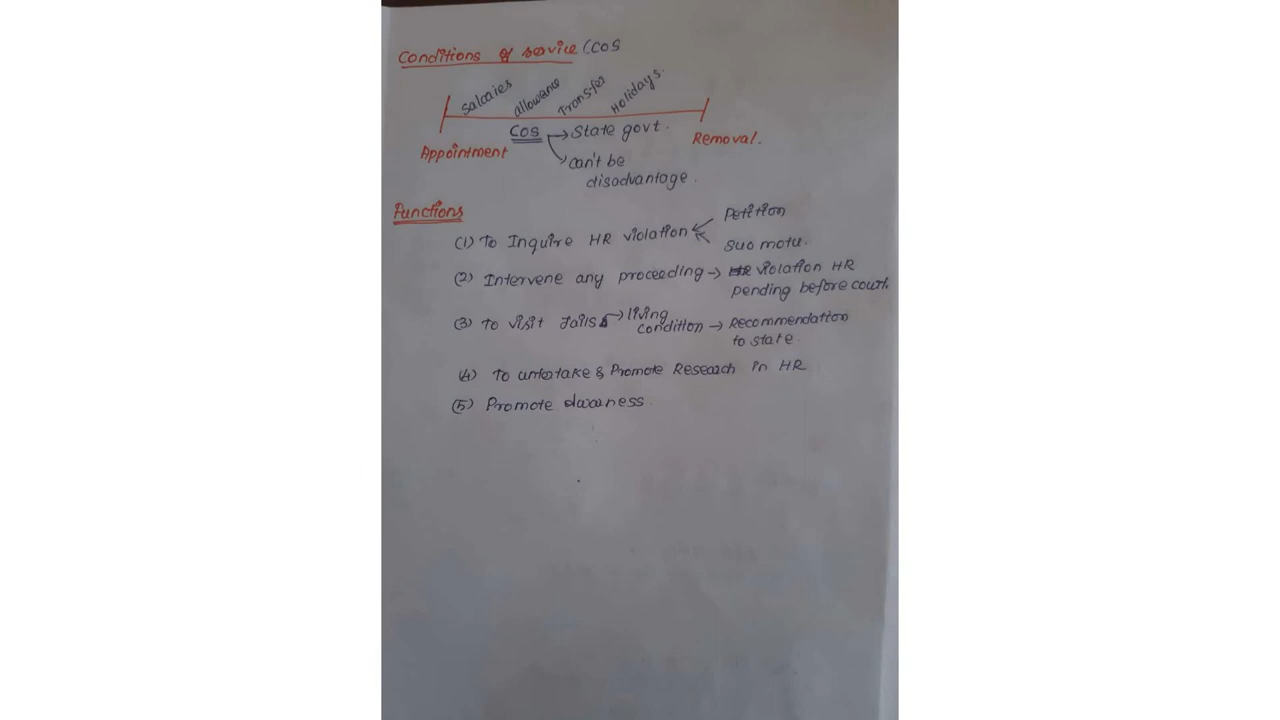 Conditions of service (COS
Salaries allowance Transfer Holidays.
COS → State govt.
Appointment Removal.
can't be
disadvantage.
Functions
(1) To Inquire HR violation Petition
Suo motu.
(2) Intervene any proceeding → violation HR
pending before court.
(3) To visit Jails → living
condition → Recommendation
to state
(4) To undertake & Promote Research in HR
(5) Promote awarness.